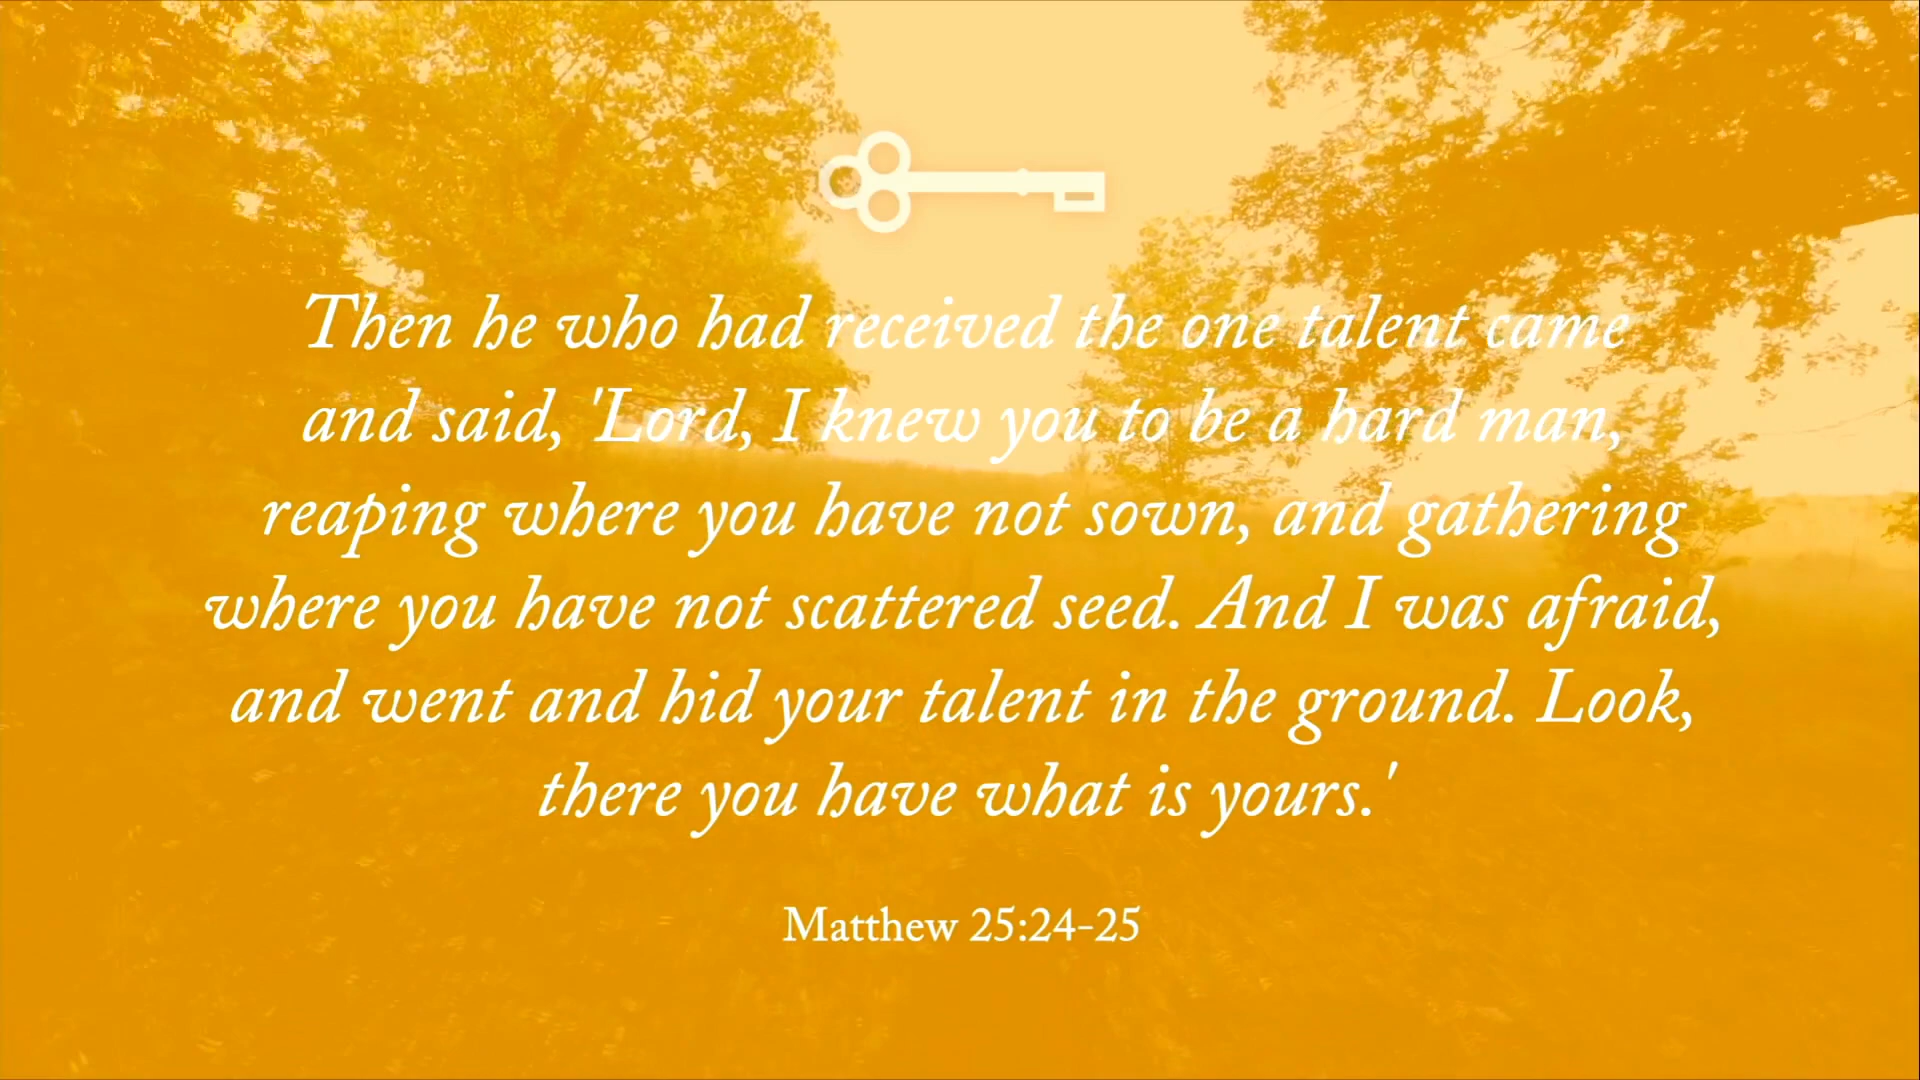 Then he who had received the one talent came
and said, 'Lord, I knew you to be a hard man,
reaping where you have not sown, and gathering
where you have not scattered seed. And I was afraid,
and went and hid your talent in the ground. Look,
there you have what is yours.'
Matthew 25:24-25